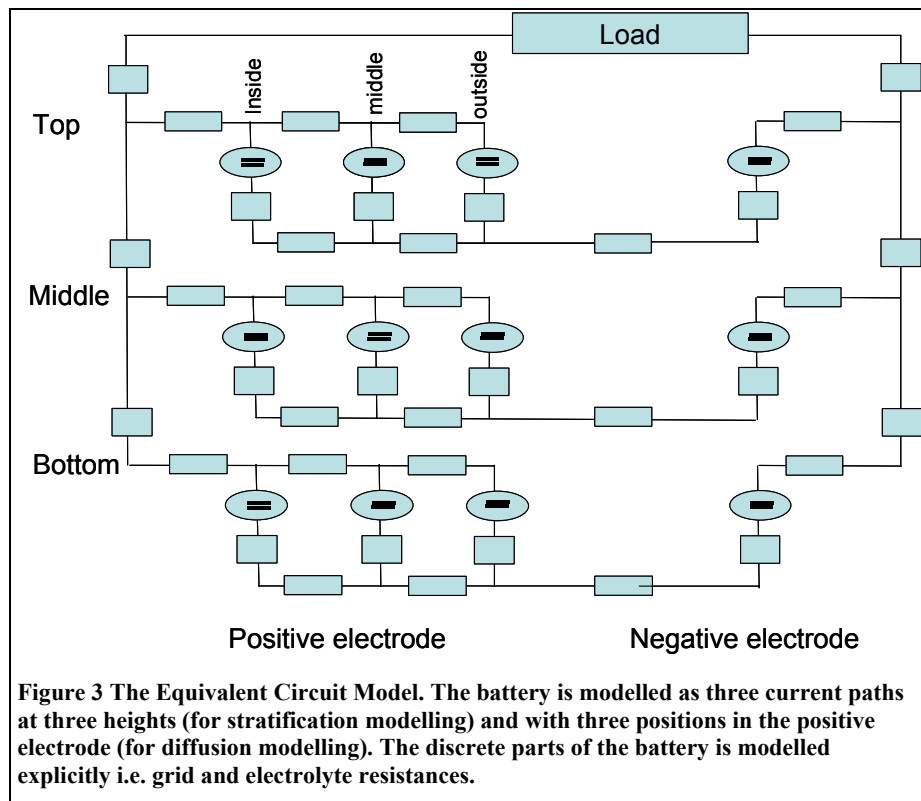 Load
Inside
middle
outside
Top
Middle
Bottom
Positive electrode
Negative electrode
Figure 3 The Equivalent Circuit Model. The battery is modelled as three current paths
at three heights (for stratification modelling) and with three positions in the positive
electrode (for diffusion modelling). The discrete parts of the battery is modelled
explicitly i.e. grid and electrolyte resistances.